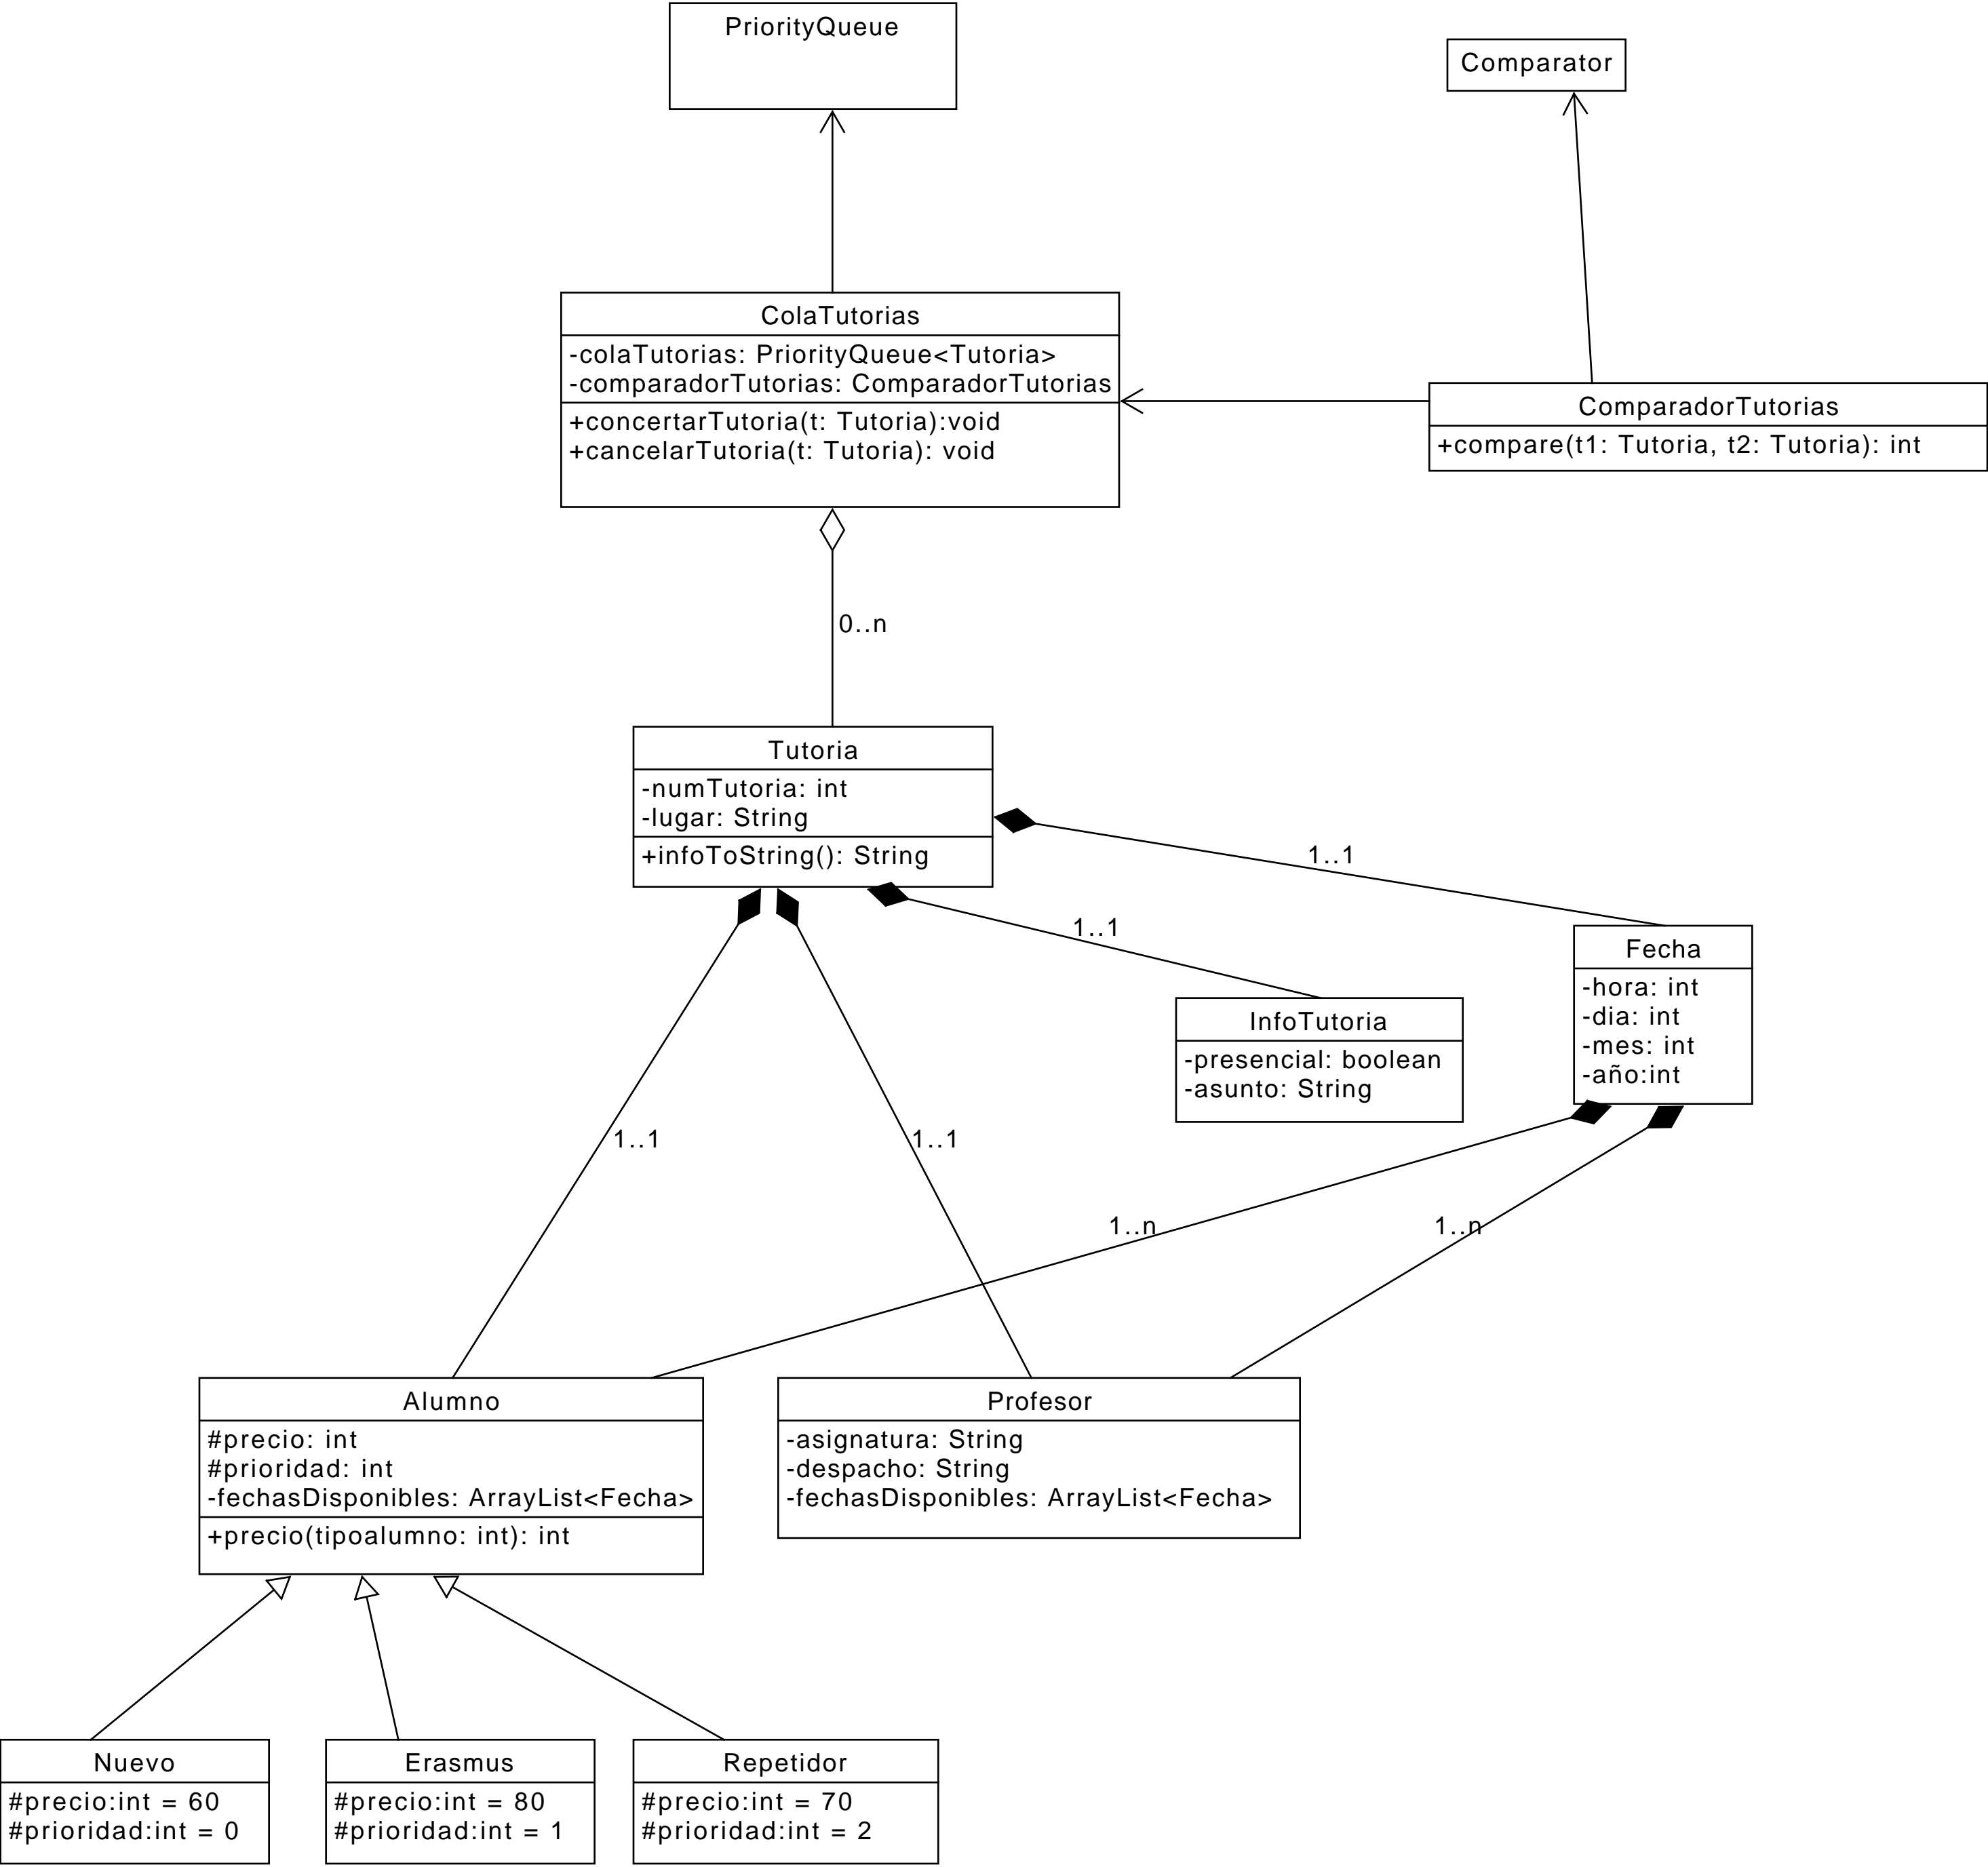 PriorityQueue
Comparator
ColaTutorias
-colaTutorias: PriorityQueue<Tutoria>
-comparadorTutorias: ComparadorTutorias
+concertarTutoria(t: Tutoria):void
+cancelarTutoria(t: Tutoria): void
ComparadorTutorias
+compare(t1: Tutoria, t2: Tutoria): int
0..n
Tutoria
-numTutoria: int
-lugar: String
+infoToString(): String
1..1
1..1
Fecha
-hora: int
-dia: int
-mes: int
-año:int
InfoTutoria
-presencial: boolean
-asunto: String
1..1
1..1
1..n
1..n
Alumno
#precio: int
#prioridad: int
-fechasDisponibles: ArrayList<Fecha>
+precio(tipoalumno: int): int
Profesor
-asignatura: String
-despacho: String
-fechasDisponibles: ArrayList<Fecha>
Nuevo
#precio:int = 60
#prioridad:int = 0
Erasmus
#precio:int = 80
#prioridad:int = 1
Repetidor
#precio:int = 70
#prioridad:int = 2